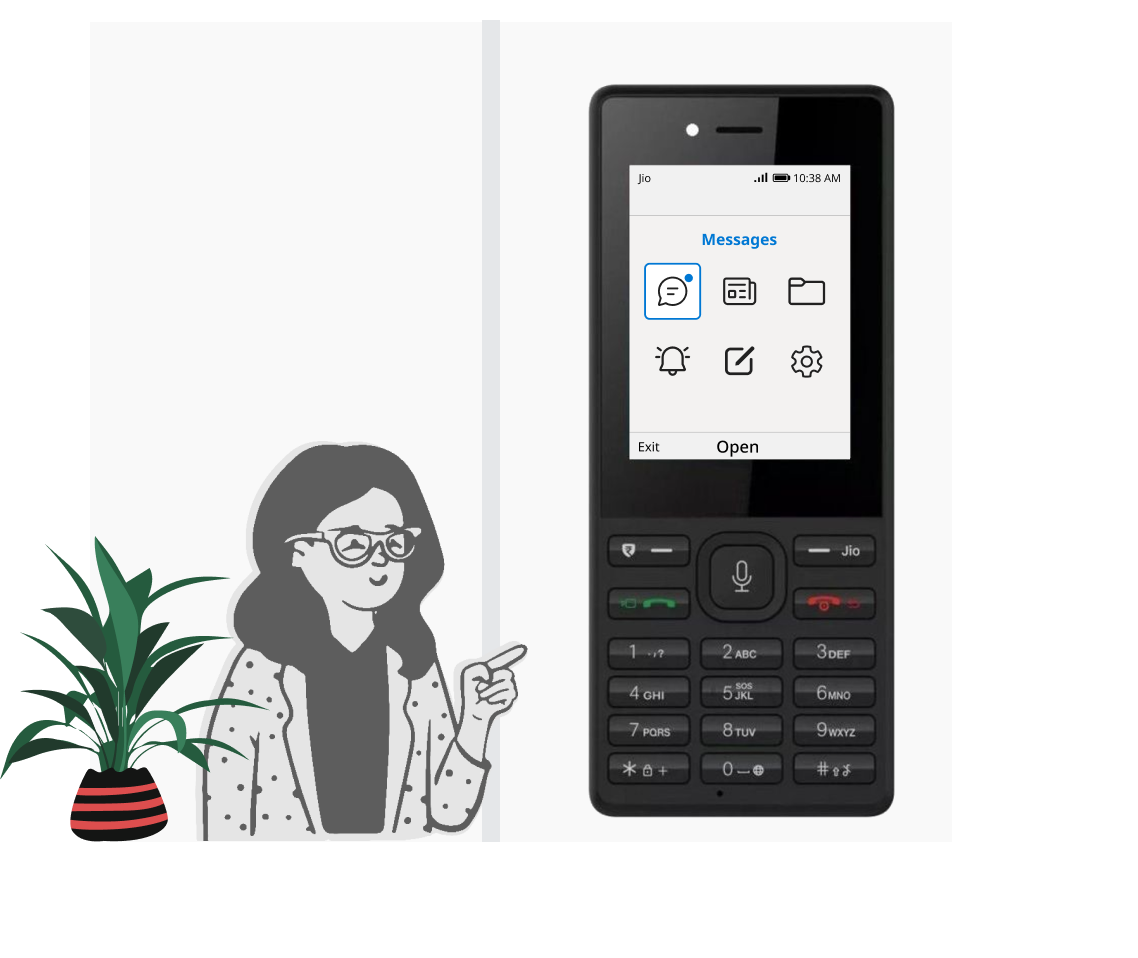 Jio 10:38 AM
Messages
Exit Open
₹ Jio
1 .,? 2 ABC 3 DEF
4 GHI 5 SOS JKL 6 MNO
7 PQRS 8 TUV 9 WXYZ
* + 0 #